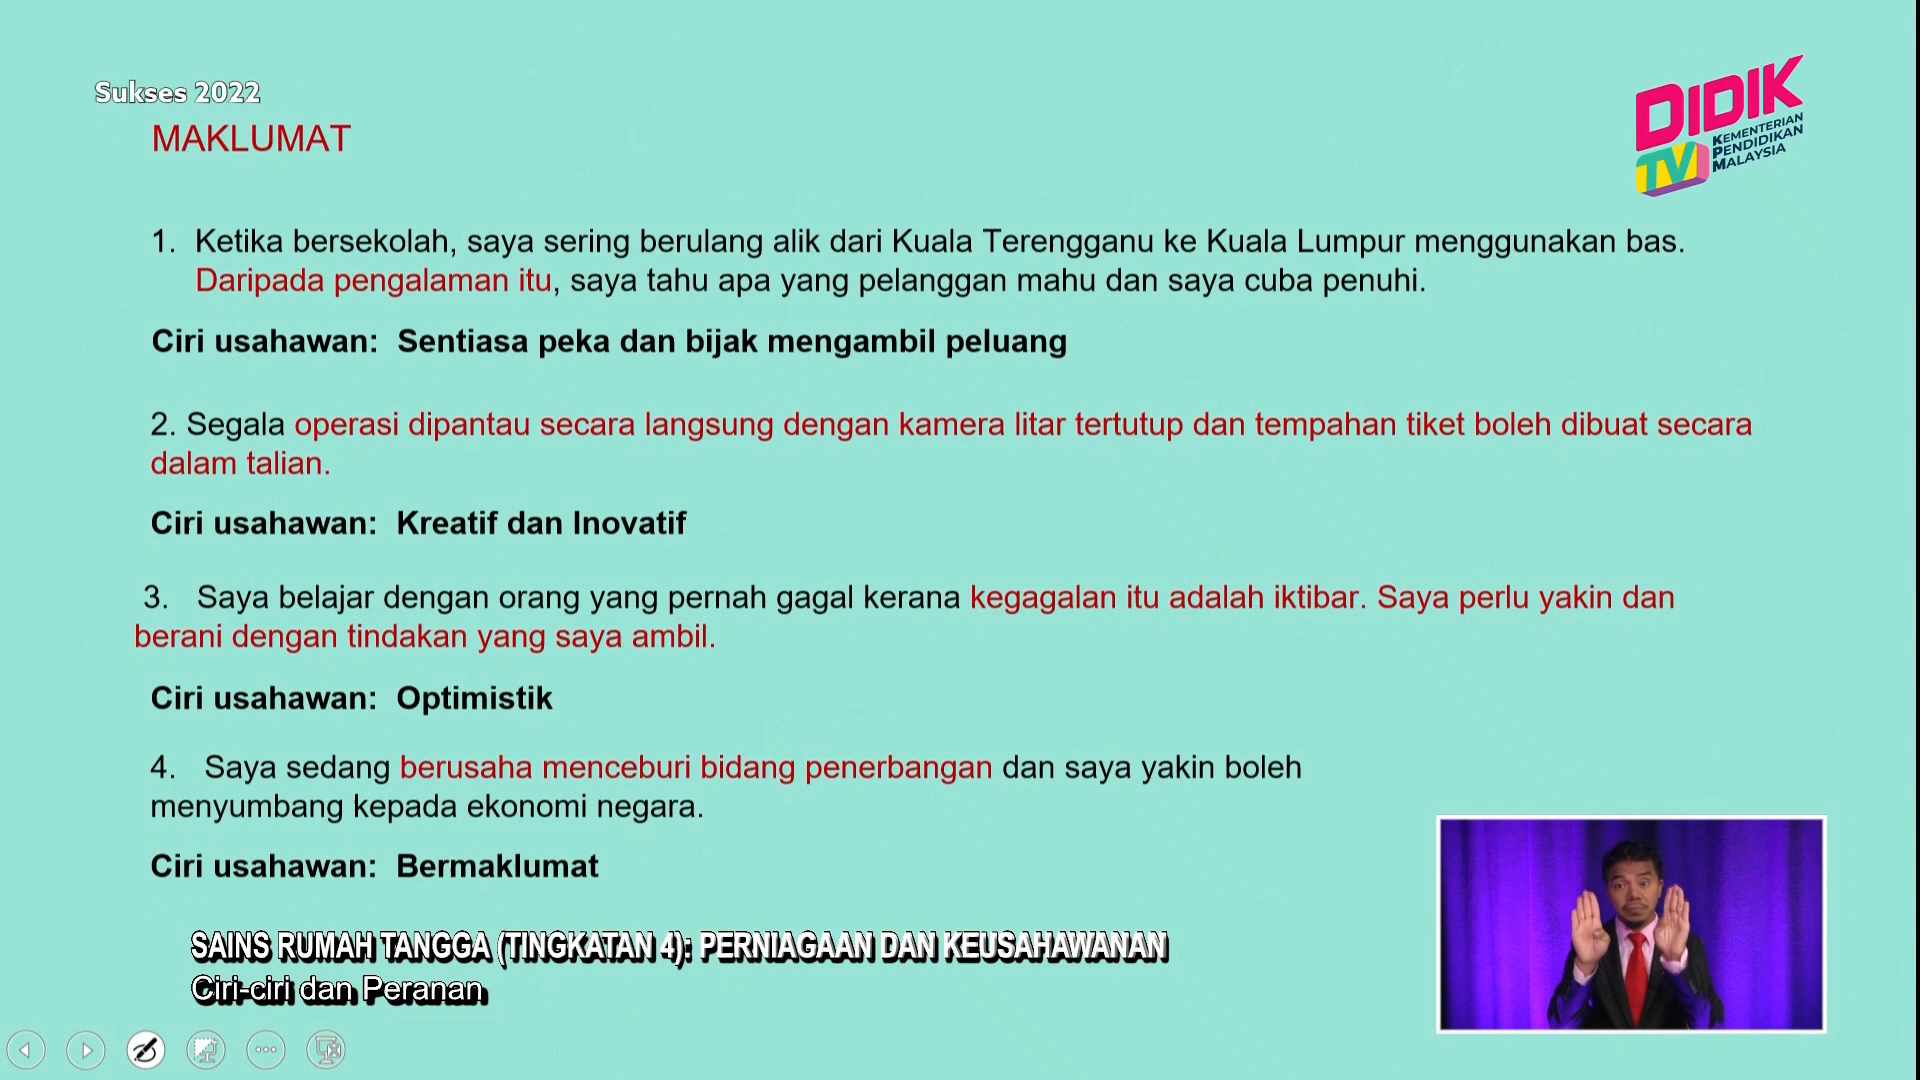 Sukses 2022
MAKLUMAT
DIDIK
TV
KEMENTERIAN
PENDIDIKAN
MALAYSIA
1. Ketika bersekolah, saya sering berulang alik dari Kuala Terengganu ke Kuala Lumpur menggunakan bas.
Daripada pengalaman itu, saya tahu apa yang pelanggan mahu dan saya cuba penuhi.
Ciri usahawan: Sentiasa peka dan bijak mengambil peluang
2. Segala operasi dipantau secara langsung dengan kamera litar tertutup dan tempahan tiket boleh dibuat secara
dalam talian.
Ciri usahawan: Kreatif dan Inovatif
3. Saya belajar dengan orang yang pernah gagal kerana kegagalan itu adalah iktibar. Saya perlu yakin dan
berani dengan tindakan yang saya ambil.
Ciri usahawan: Optimistik
4. Saya sedang berusaha menceburi bidang penerbangan dan saya yakin boleh
menyumbang kepada ekonomi negara.
Ciri usahawan: Bermaklumat
SAINS RUMAH TANGGA (TINGKATAN 4): PERNIAGAAN DAN KEUSAHAWANAN
Ciri-ciri dan Peranan